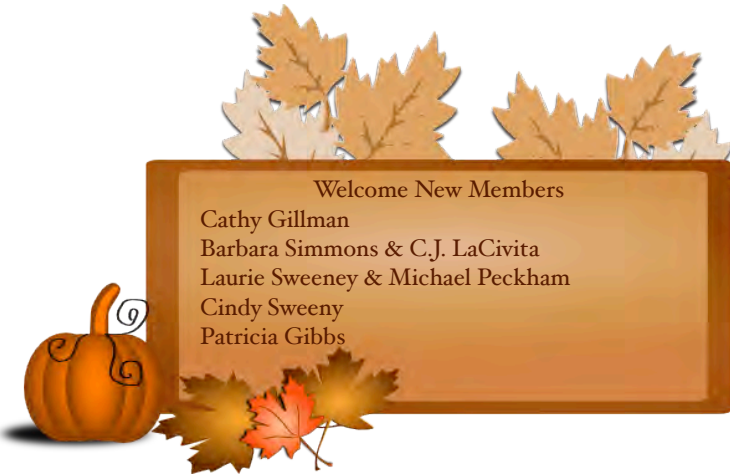 Welcome New Members
Cathy Gillman
Barbara Simmons & C.J. LaCivita
Laurie Sweeney & Michael Peckham
Cindy Sweeny
Patricia Gibbs